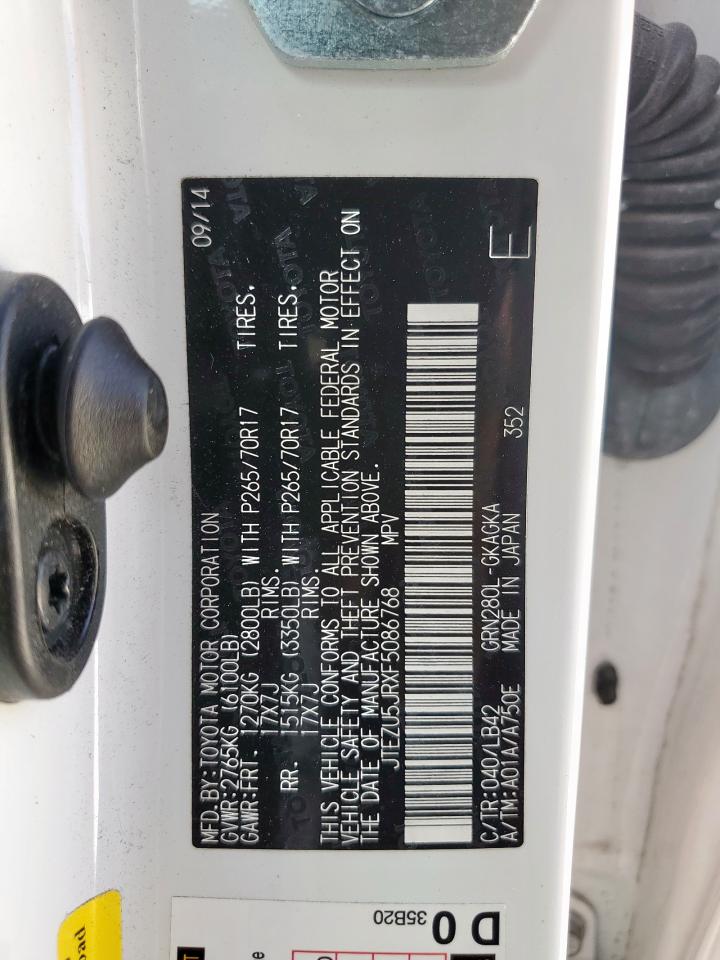 MFD.BY:TOYOTA MOTOR CORPORATION 09/14
GVWR:2765KG (6100LB)
GAWR:FRT. 1270KG (2800LB) WITH P265/70R17 TIRES,
17X7J RIMS.
RR. 1515KG (3350LB) WITH P265/70R17 TIRES,
17X7J RIMS.
THIS VEHICLE CONFORMS TO ALL APPLICABLE FEDERAL MOTOR
VEHICLE SAFETY AND THEFT PREVENTION STANDARDS IN EFFECT ON
THE DATE OF MANUFACTURE SHOWN ABOVE.
JTEZU5JRXF5086768 MPV
C/TR:040/LB42 GRN280L-GKAGKA E
A/TM:A01A/A750E MADE IN JAPAN 352
TOYOTA
35B20
D 0